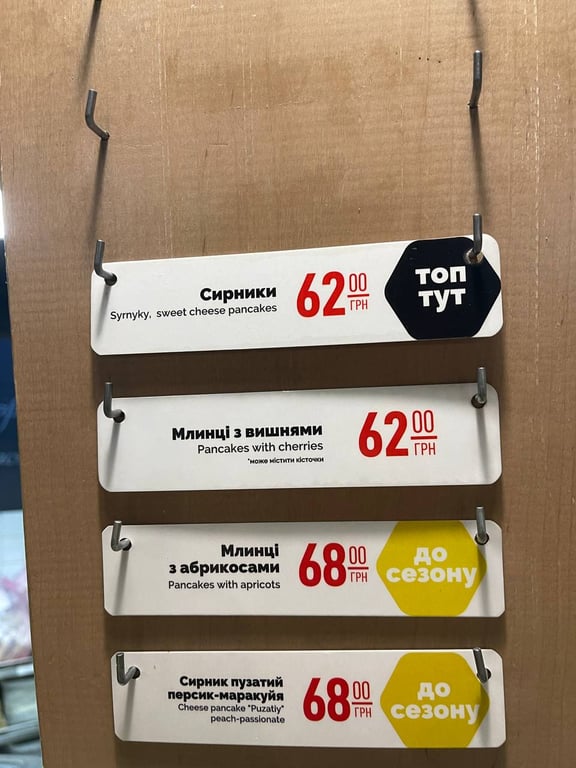 Сирники
Syrnyky, sweet cheese pancakes
62 00
ГРН
ТОП
ТУТ
Млинці з вишнями
Pancakes with cherries
*може містити кісточки
62 00
ГРН
Млинці
з абрикосами
Pancakes with apricots
68 00
ГРН
до
сезону
Сирник пузатий
персик-маракуйя
Cheese pancake "Puzatiy"
peach-passionate
68 00
ГРН
до
сезону